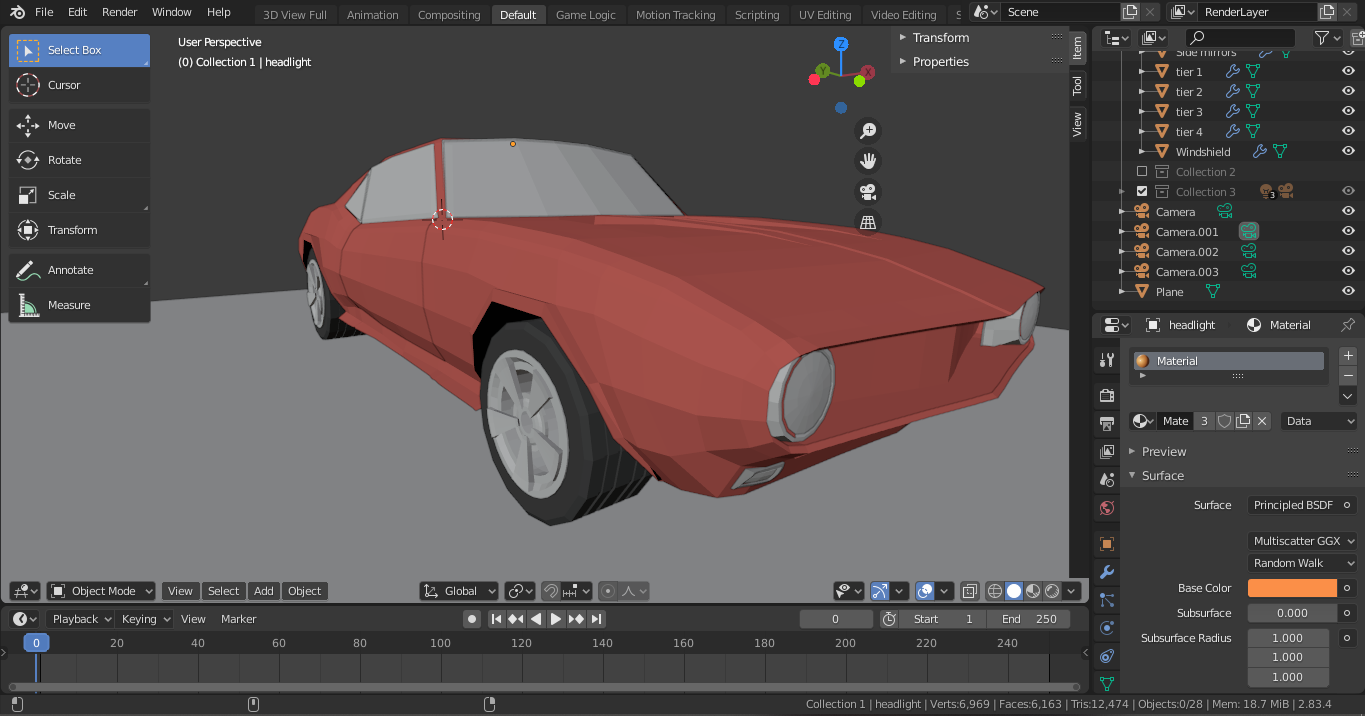 File Edit Render Window Help 3D View Full Animation Compositing Default Game Logic Motion Tracking Scripting UV Editing Video Editing S Scene RenderLayer
Select Box
Cursor
Move
Rotate
Scale
Transform
Annotate
Measure
User Perspective
(0) Collection 1 | headlight
Z
Y
X
Transform
Properties
Item
Tool
View
Side mirrors
tier 1
tier 2
tier 3
tier 4
Windshield
Collection 2
Collection 3 3
Camera
Camera.001
Camera.002
Camera.003
Plane
headlight Material
Material
Mate 3 Data
Preview
Surface
Surface Principled BSDF
Multiscatter GGX
Random Walk
Base Color
Subsurface 0.000
Subsurface Radius 1.000
1.000
1.000
Object Mode View Select Add Object Global
Playback Keying View Marker 0 Start 1 End 250
0 20 40 60 80 100 120 140 160 180 200 220 240
Collection 1 | headlight | Verts:6,969 | Faces:6,163 | Tris:12,474 | Objects:0/28 | Mem: 18.7 MiB | 2.83.4